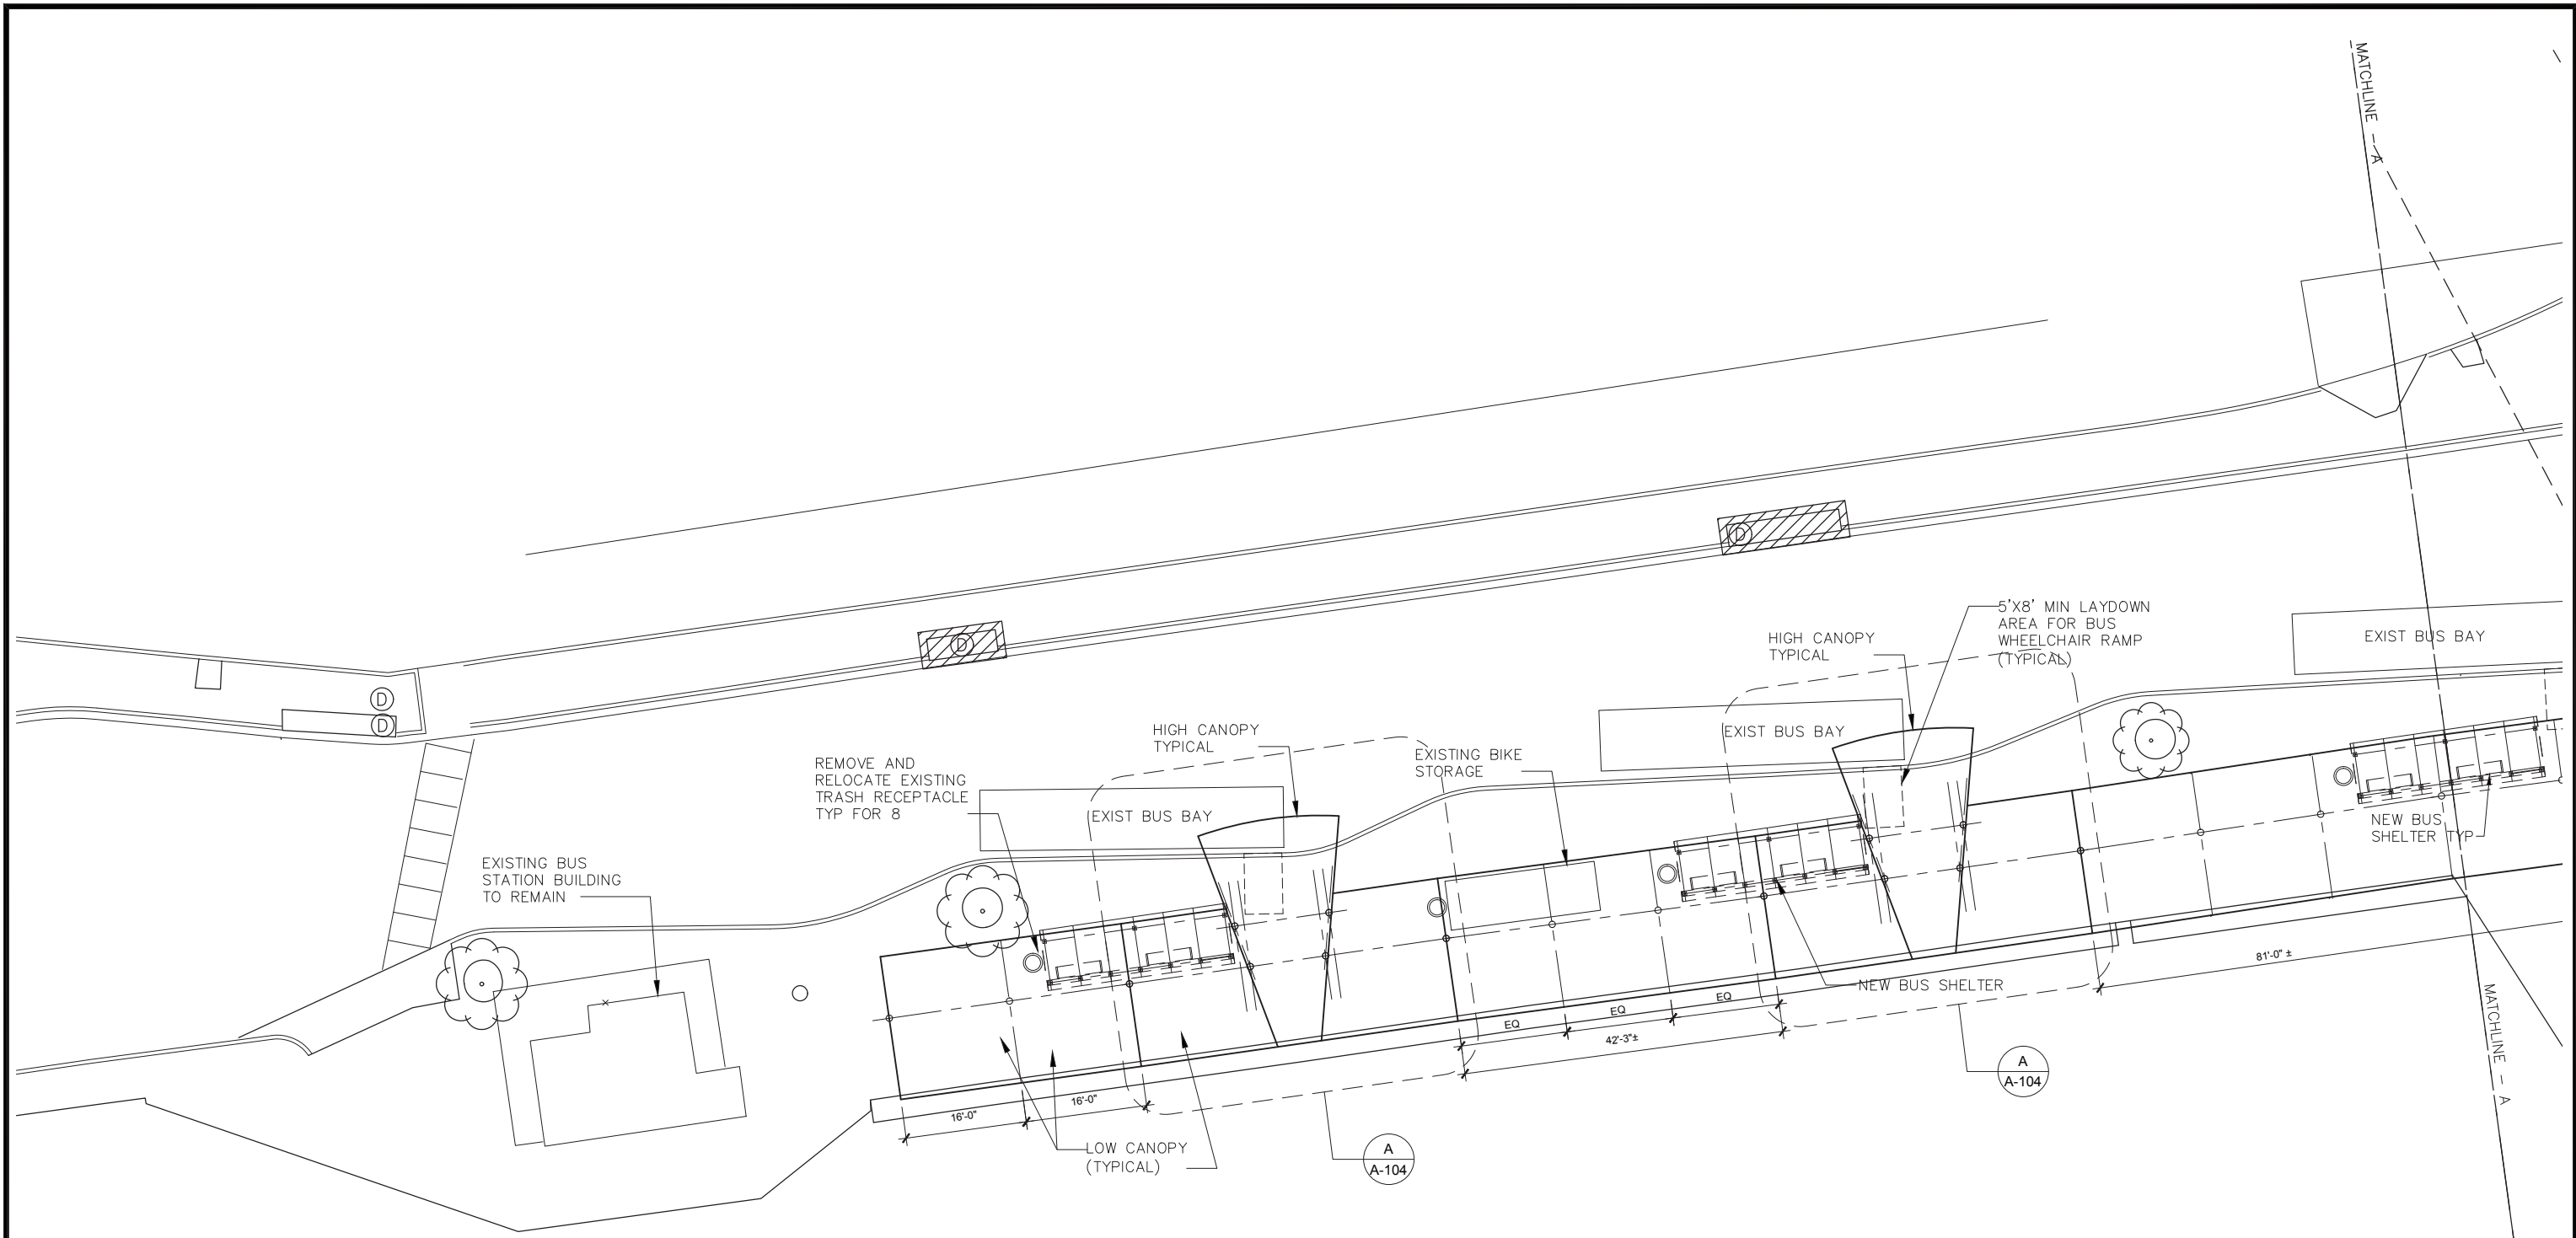 MATCHLINE - A
D
D
D
D
5'X8' MIN LAYDOWN
AREA FOR BUS
WHEELCHAIR RAMP
(TYPICAL)
HIGH CANOPY
TYPICAL
EXIST BUS BAY
HIGH CANOPY
TYPICAL
EXIST BUS BAY
EXISTING BIKE
STORAGE
REMOVE AND
RELOCATE EXISTING
TRASH RECEPTACLE
TYP FOR 8
EXIST BUS BAY
NEW BUS
SHELTER TYP
EXISTING BUS
STATION BUILDING
TO REMAIN
NEW BUS SHELTER
81'-0" ±
EQ
EQ
EQ
42'-3"±
MATCHLINE - A
A
A-104
16'-0"
16'-0"
LOW CANOPY
(TYPICAL)
A
A-104